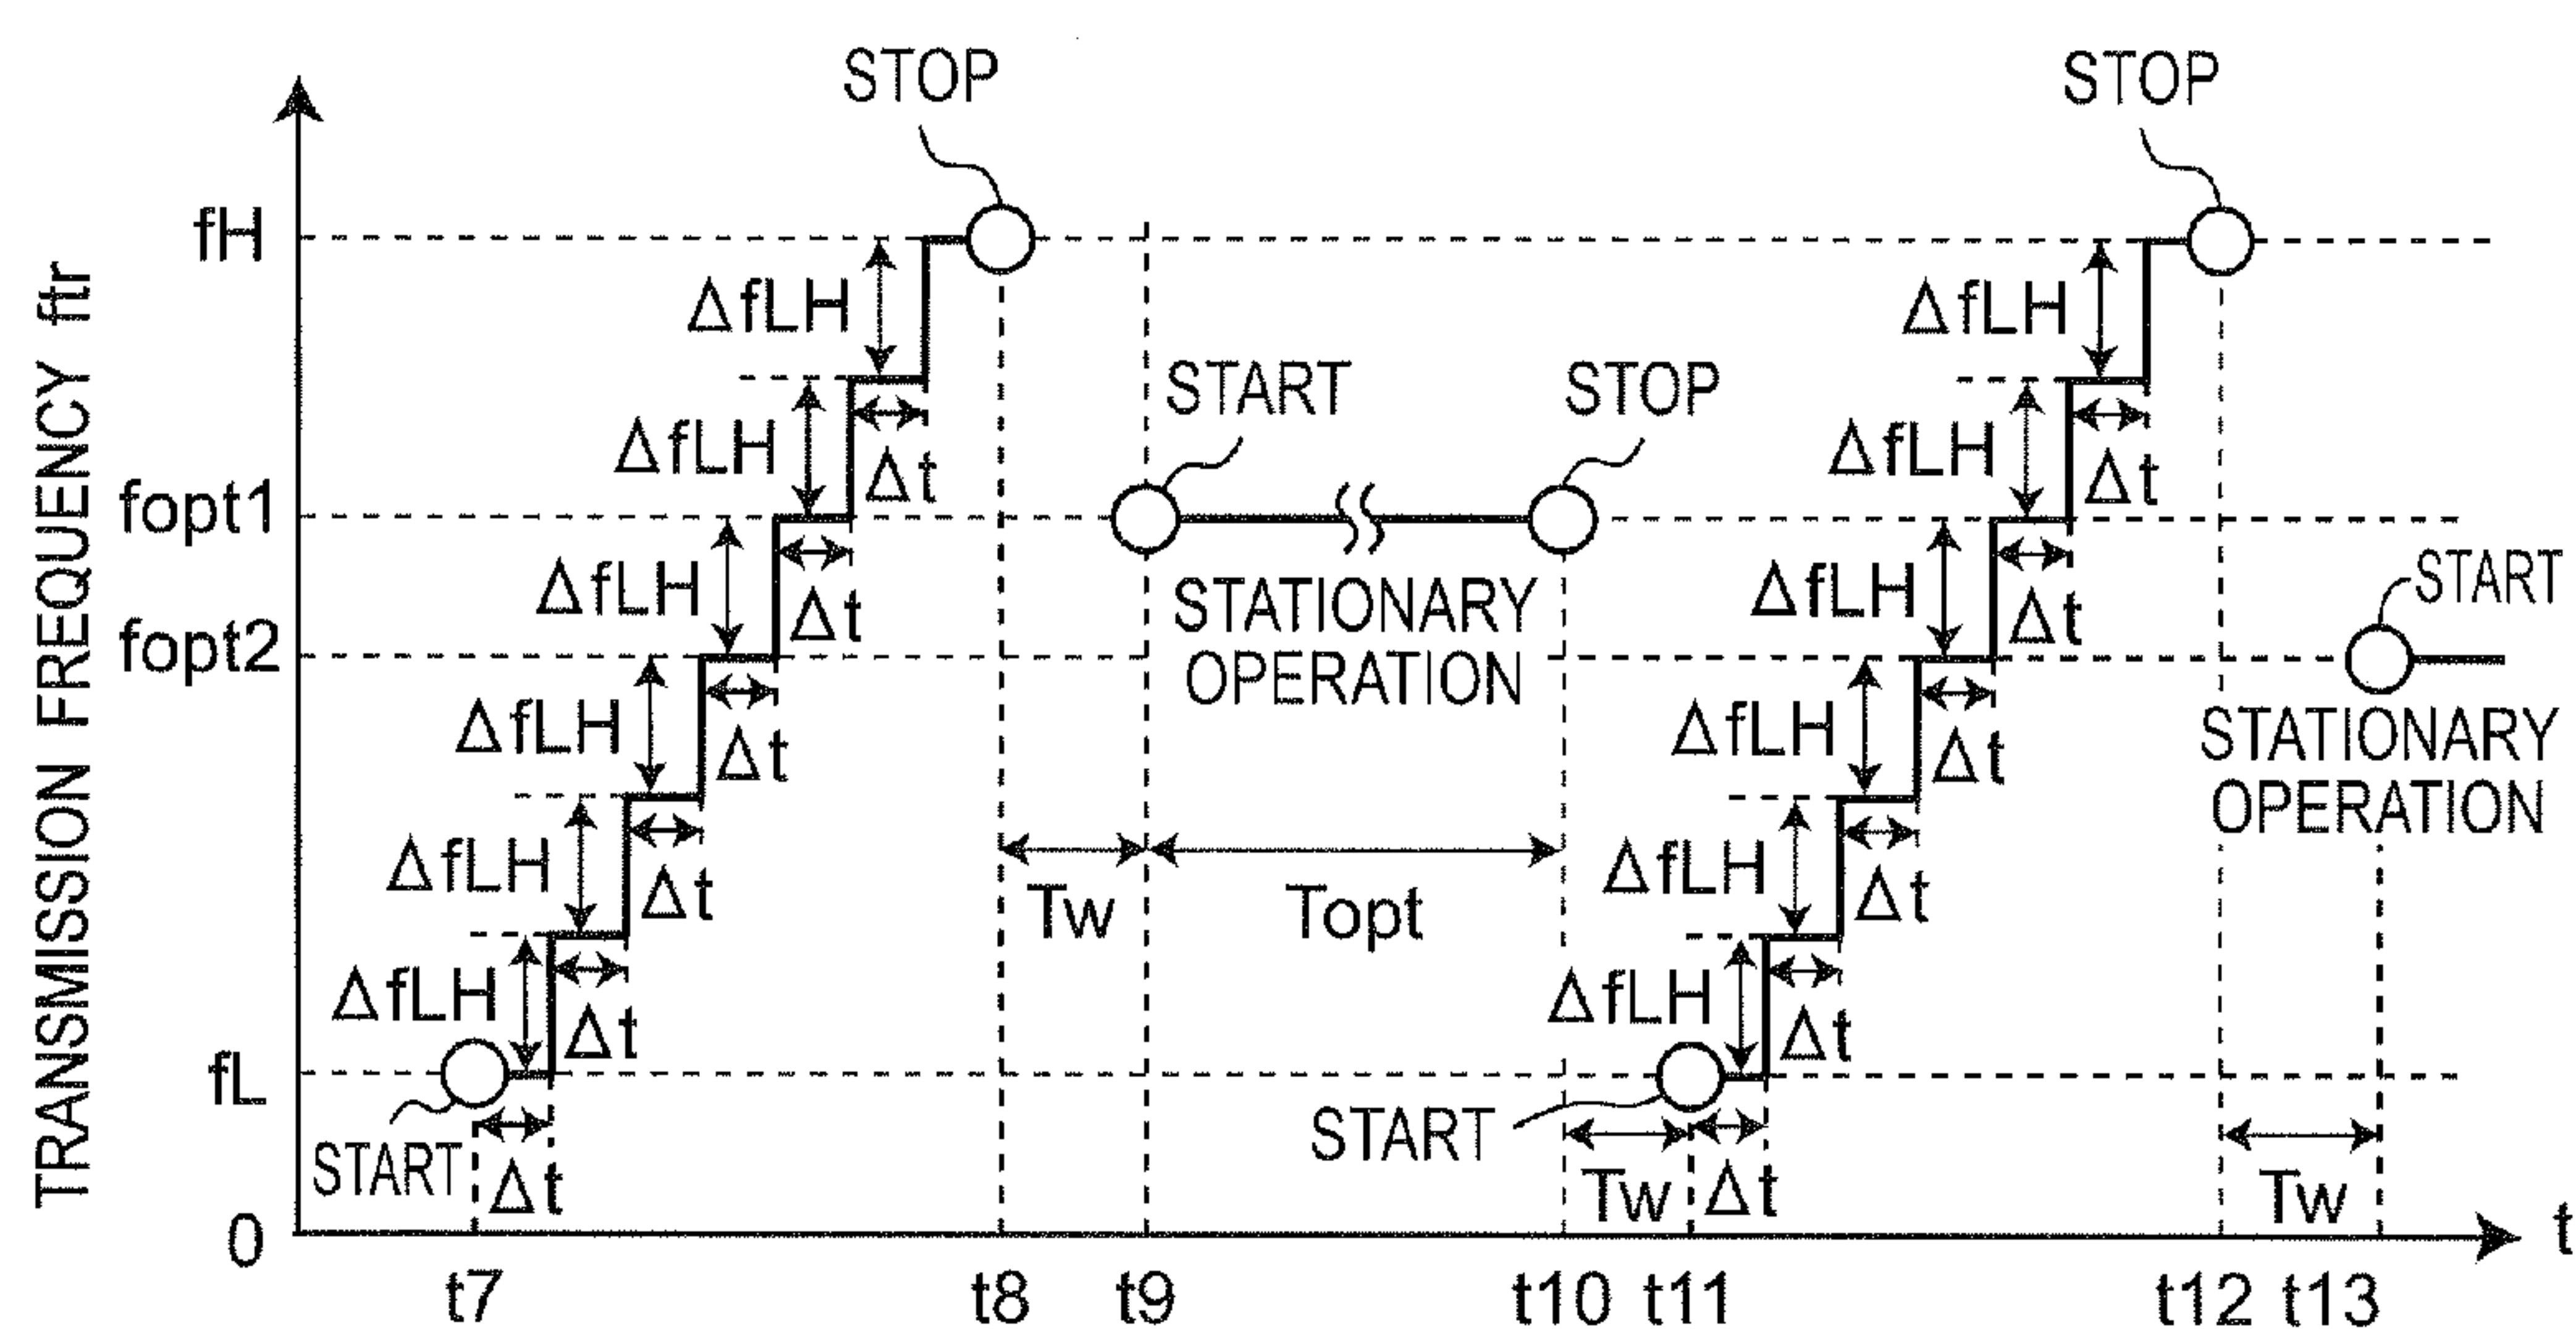 STOP
STOP
TRANSMISSION FREQUENCY ftr
fH
ΔfLH
ΔfLH
START
STOP
ΔfLH
Δt
ΔfLH
Δt
fopt1
ΔfLH
Δt
STATIONARY
OPERATION
ΔfLH
Δt
START
fopt2
ΔfLH
Δt
ΔfLH
Δt
STATIONARY
OPERATION
ΔfLH
Δt
Tw
Topt
ΔfLH
Δt
ΔfLH
Δt
ΔfLH
Δt
fL
START
Δt
START
Tw
Δt
Tw
0
t
t7
t8
t9
t10
t11
t12
t13